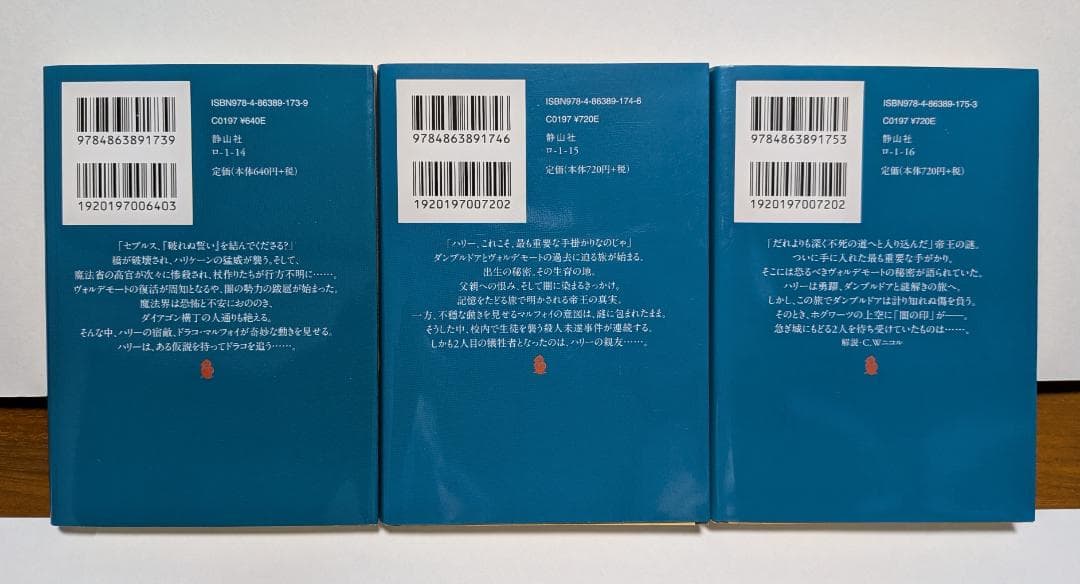 9784863891739
1920197006403
ISBN978-4-86389-173-9
C0197 ¥640E
静山社
ロ-1-14
定価(本体640円+税)
「セブルス、『破れぬ誓い』を結んでくださる?」
橋が破壊され、ハリケーンの猛威が襲う。そして、
魔法省の高官が次々に惨殺され、杖作りたちが行方不明に……。
ヴォルデモートの復活が周知となるや、闇の勢力の跋扈が始まった。
魔法界は恐怖と不安におののき、
ダイアゴン横丁の人通りも絶える。
そんな中、ハリーの宿敵、ドラコ・マルフォイが奇妙な動きを見せる。
ハリーは、ある仮説を持ってドラコを追う……。
9784863891746
1920197007202
ISBN978-4-86389-174-6
C0197 ¥720E
静山社
ロ-1-15
定価(本体720円+税)
「ハリー、これこそ、最も重要な手掛かりなのじゃ」
ダンブルドアとヴォルデモートの過去に迫る旅が始まる。
出生の秘密、その生育の地。
父親への恨み、そして闇に染まるきっかけ。
記憶をたどる旅で明かされる帝王の真実。
一方、不穏な動きを見せるマルフォイの意図は、謎に包まれたまま。
そうした中、校内で生徒を襲う殺人未遂事件が連続する。
しかも2人目の犠牲者となったのは、ハリーの親友……。
9784863891753
1920197007202
ISBN978-4-86389-175-3
C0197 ¥720E
静山社
ロ-1-16
定価(本体720円+税)
「だれよりも深く不死の道へと入り込んだ」帝王の謎。
ついに手に入れた最も重要な手がかり。
そこには恐るべきヴォルデモートの秘密が語られていた。
ハリーは勇躍、ダンブルドアと謎解きの旅へ。
しかし、この旅でダンブルドアは計り知れぬ傷を負う。
そのとき、ホグワーツの上空に「闇の印」が──。
急ぎ城にもどる2人を待ち受けていたものは……。
解説・C.W.ニコル